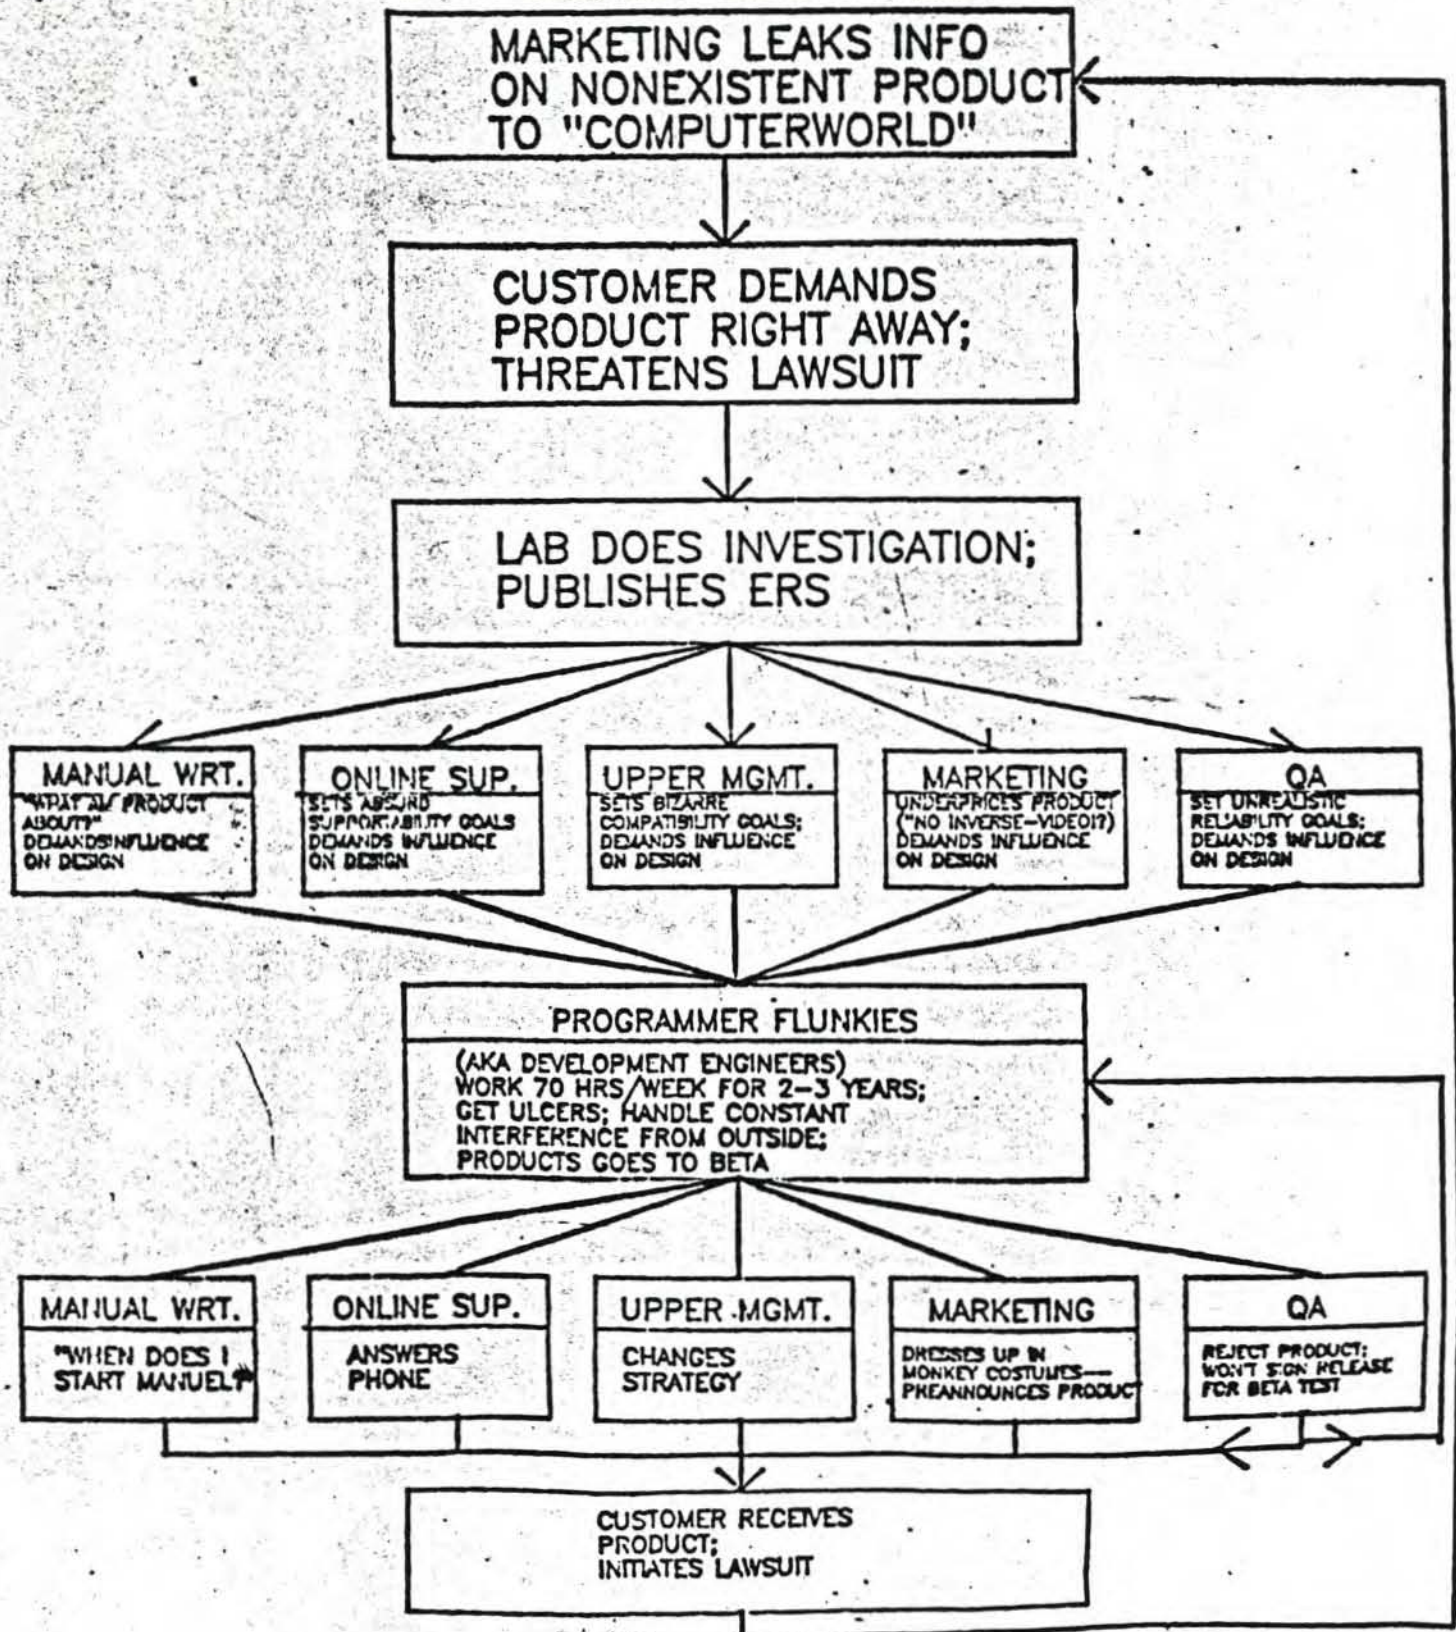 MARKETING LEAKS INFO
ON NONEXISTENT PRODUCT
TO "COMPUTERWORLD"
CUSTOMER DEMANDS
PRODUCT RIGHT AWAY;
THREATENS LAWSUIT
LAB DOES INVESTIGATION;
PUBLISHES ERS
MANUAL WRT.
PRODUCT
ABOUT?"
DEMANDS INFLUENCE
ON DESIGN
ONLINE SUP.
SETS ABSURD
SUPPORTABILITY GOALS
DEMANDS INFLUENCE
ON DESIGN
UPPER MGMT.
SETS BIZARRE
COMPATIBILITY GOALS;
DEMANDS INFLUENCE
ON DESIGN
MARKETING
UNDERPRICES PRODUCT
("NO INVERSE-VIDEO!?)
DEMANDS INFLUENCE
ON DESIGN
QA
SET UNREALISTIC
RELIABILITY GOALS;
DEMANDS INFLUENCE
ON DESIGN
PROGRAMMER FLUNKIES
(AKA DEVELOPMENT ENGINEERS)
WORK 70 HRS/WEEK FOR 2-3 YEARS;
GET ULCERS; HANDLE CONSTANT
INTERFERENCE FROM OUTSIDE;
PRODUCTS GOES TO BETA
MANUAL WRT.
"WHEN DOES I
START MANUEL?"
ONLINE SUP.
ANSWERS
PHONE
UPPER MGMT.
CHANGES
STRATEGY
MARKETING
DRESSES UP IN
MONKEY COSTUMES—
PREANNOUNCES PRODUCT
QA
REJECT PRODUCT;
WON'T SIGN RELEASE
FOR BETA TEST
CUSTOMER RECEIVES
PRODUCT;
INITIATES LAWSUIT